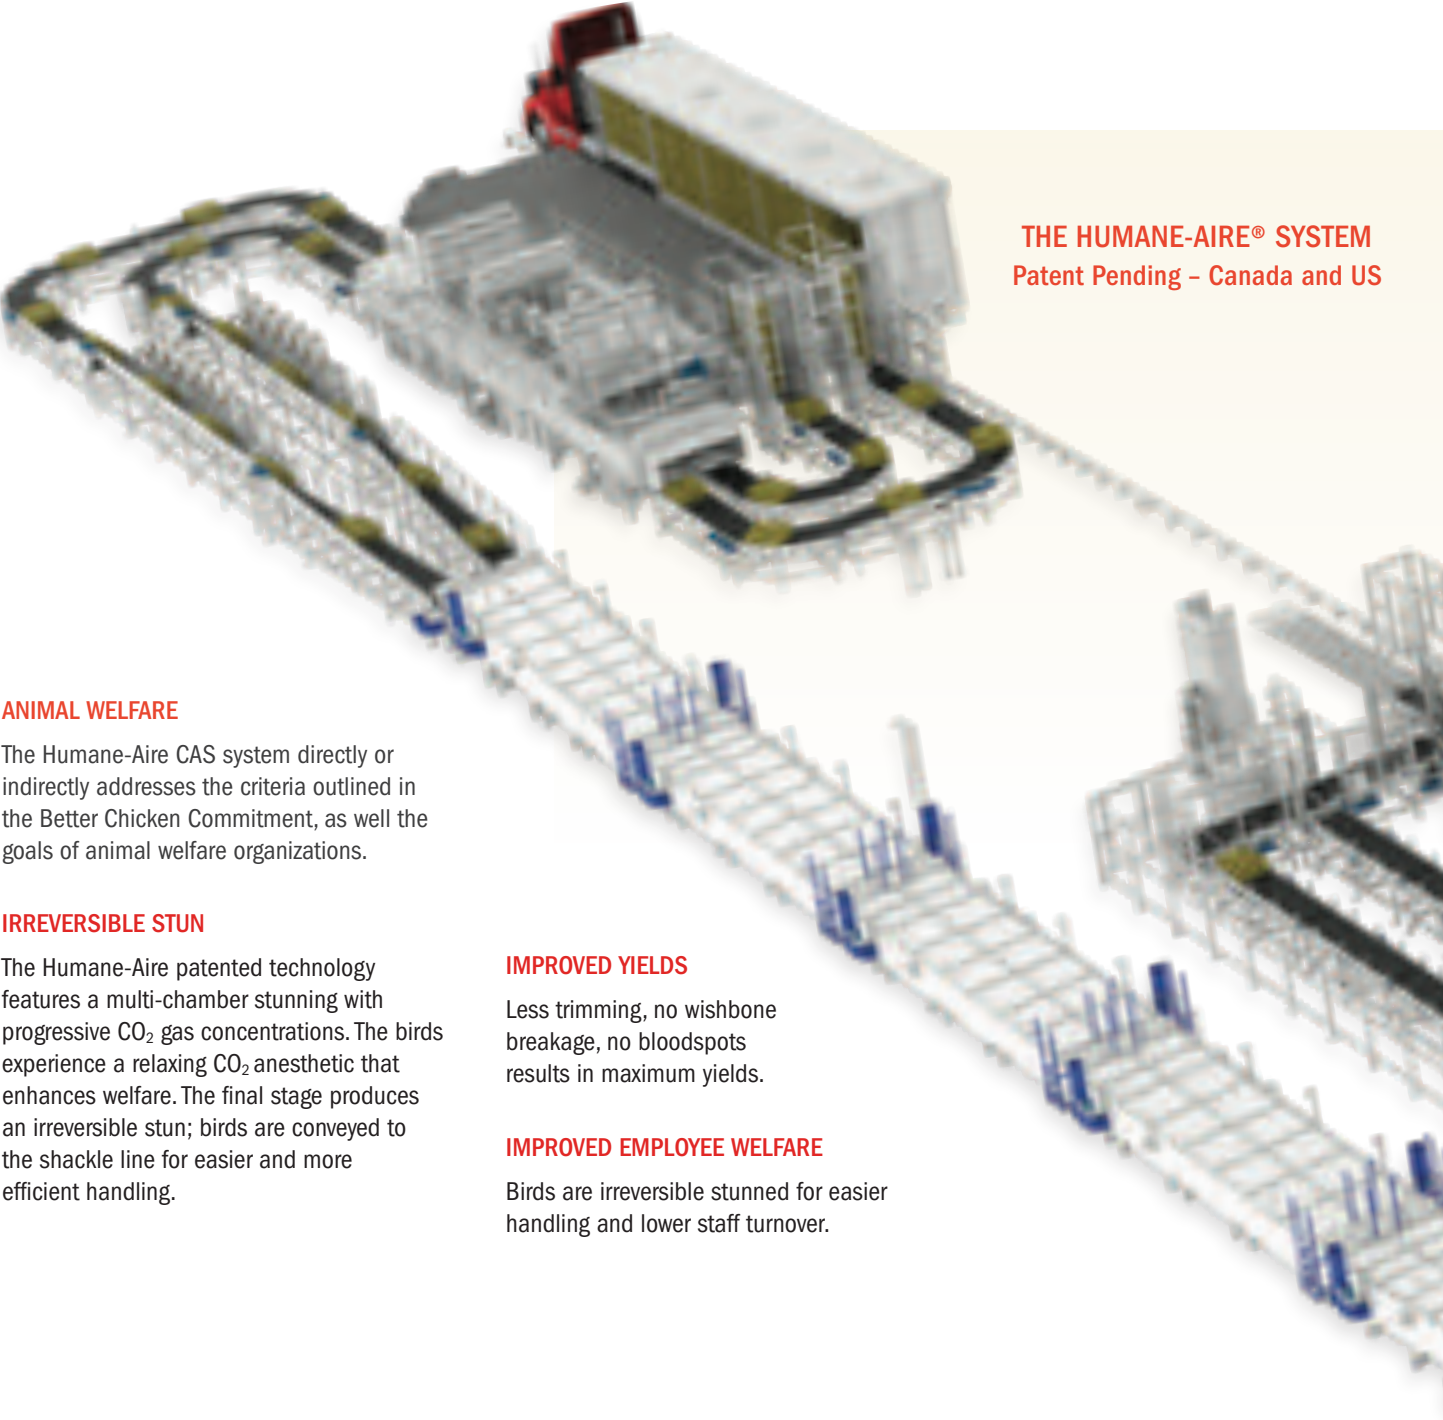 THE HUMANE-AIRE® SYSTEM
Patent Pending – Canada and US
ANIMAL WELFARE
The Humane-Aire CAS system directly or
indirectly addresses the criteria outlined in
the Better Chicken Commitment, as well the
goals of animal welfare organizations.
IRREVERSIBLE STUN
The Humane-Aire patented technology
features a multi-chamber stunning with
progressive CO₂ gas concentrations. The birds
experience a relaxing CO₂ anesthetic that
enhances welfare. The final stage produces
an irreversible stun; birds are conveyed to
the shackle line for easier and more
efficient handling.
IMPROVED YIELDS
Less trimming, no wishbone
breakage, no bloodspots
results in maximum yields.
IMPROVED EMPLOYEE WELFARE
Birds are irreversible stunned for easier
handling and lower staff turnover.